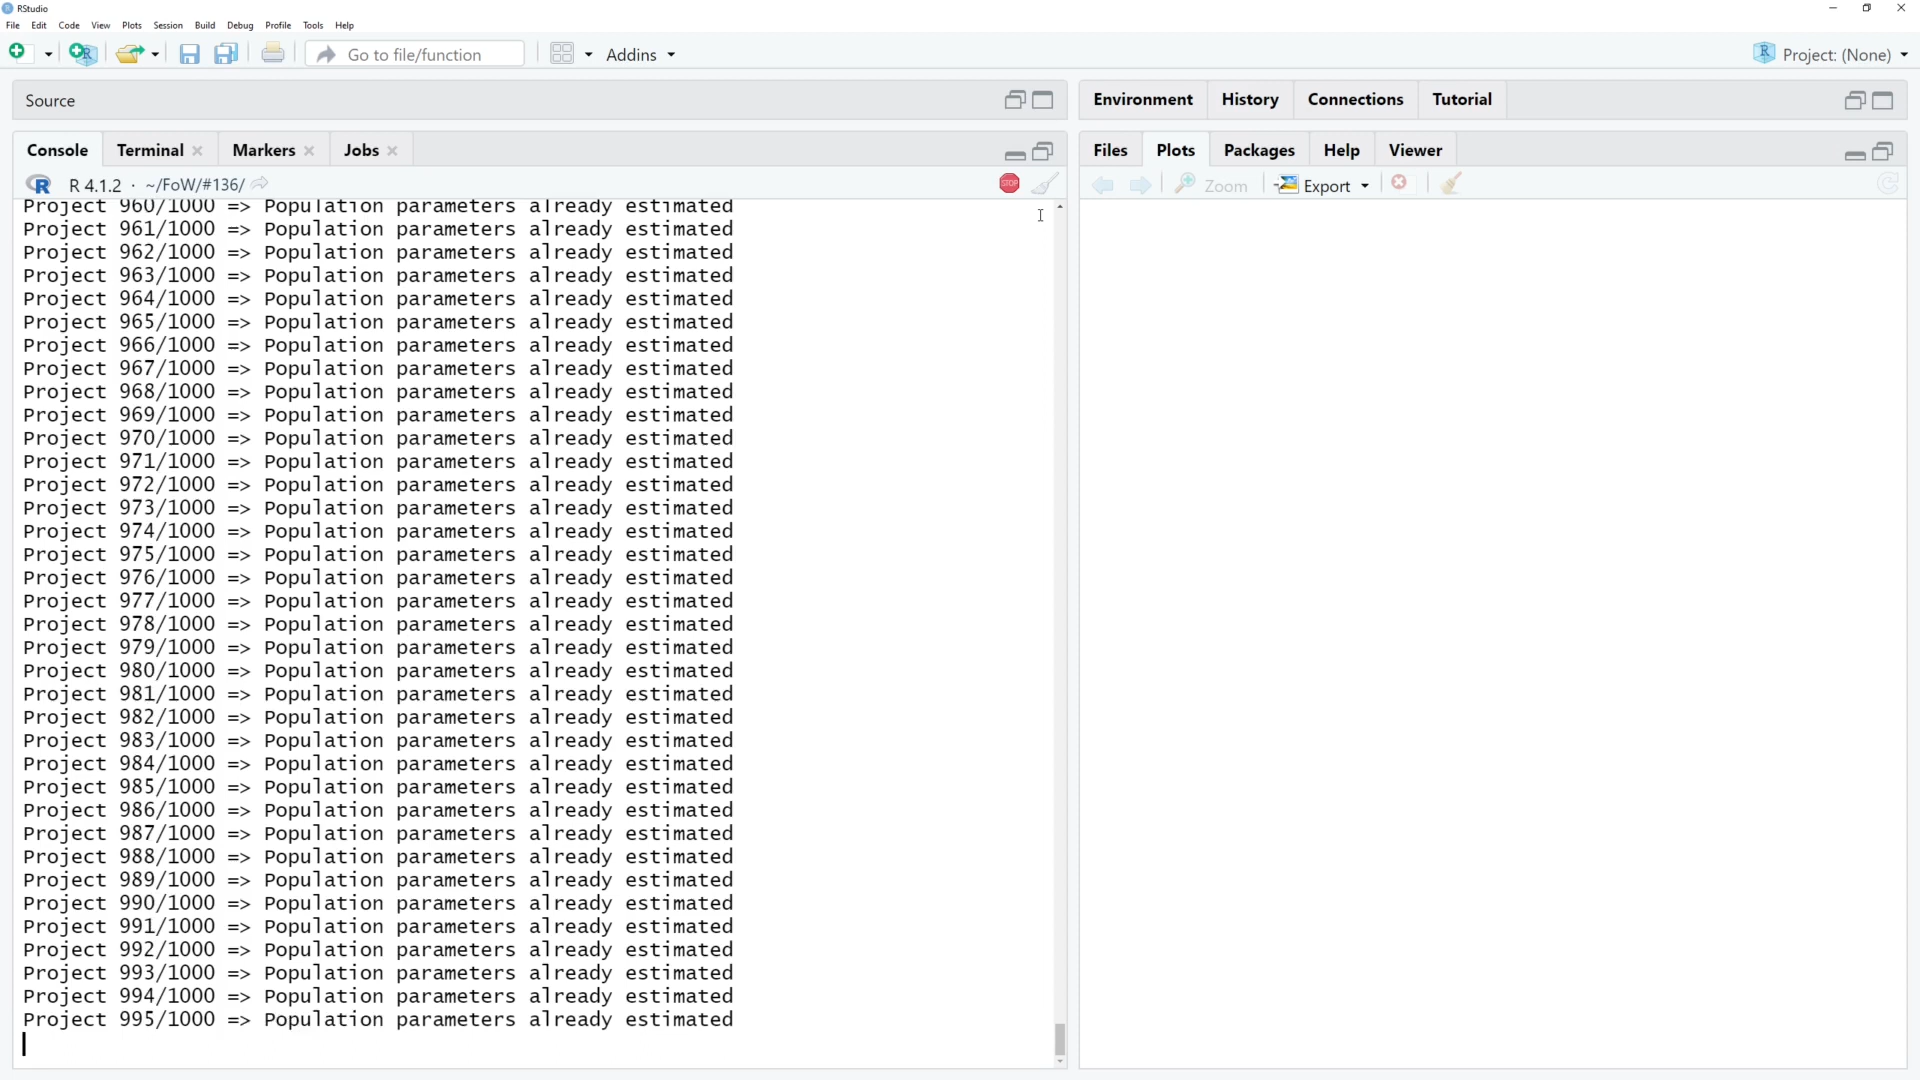 RStudio
File Edit Code View Plots Session Build Debug Profile Tools Help
Go to file/function Addins Project: (None)
Source
Environment History Connections Tutorial
Console Terminal Markers Jobs
Files Plots Packages Help Viewer
R 4.1.2 · ~/FoW/#136/ STOP
Zoom Export
Project 960/1000 => Population parameters already estimated
Project 961/1000 => Population parameters already estimated
Project 962/1000 => Population parameters already estimated
Project 963/1000 => Population parameters already estimated
Project 964/1000 => Population parameters already estimated
Project 965/1000 => Population parameters already estimated
Project 966/1000 => Population parameters already estimated
Project 967/1000 => Population parameters already estimated
Project 968/1000 => Population parameters already estimated
Project 969/1000 => Population parameters already estimated
Project 970/1000 => Population parameters already estimated
Project 971/1000 => Population parameters already estimated
Project 972/1000 => Population parameters already estimated
Project 973/1000 => Population parameters already estimated
Project 974/1000 => Population parameters already estimated
Project 975/1000 => Population parameters already estimated
Project 976/1000 => Population parameters already estimated
Project 977/1000 => Population parameters already estimated
Project 978/1000 => Population parameters already estimated
Project 979/1000 => Population parameters already estimated
Project 980/1000 => Population parameters already estimated
Project 981/1000 => Population parameters already estimated
Project 982/1000 => Population parameters already estimated
Project 983/1000 => Population parameters already estimated
Project 984/1000 => Population parameters already estimated
Project 985/1000 => Population parameters already estimated
Project 986/1000 => Population parameters already estimated
Project 987/1000 => Population parameters already estimated
Project 988/1000 => Population parameters already estimated
Project 989/1000 => Population parameters already estimated
Project 990/1000 => Population parameters already estimated
Project 991/1000 => Population parameters already estimated
Project 992/1000 => Population parameters already estimated
Project 993/1000 => Population parameters already estimated
Project 994/1000 => Population parameters already estimated
Project 995/1000 => Population parameters already estimated